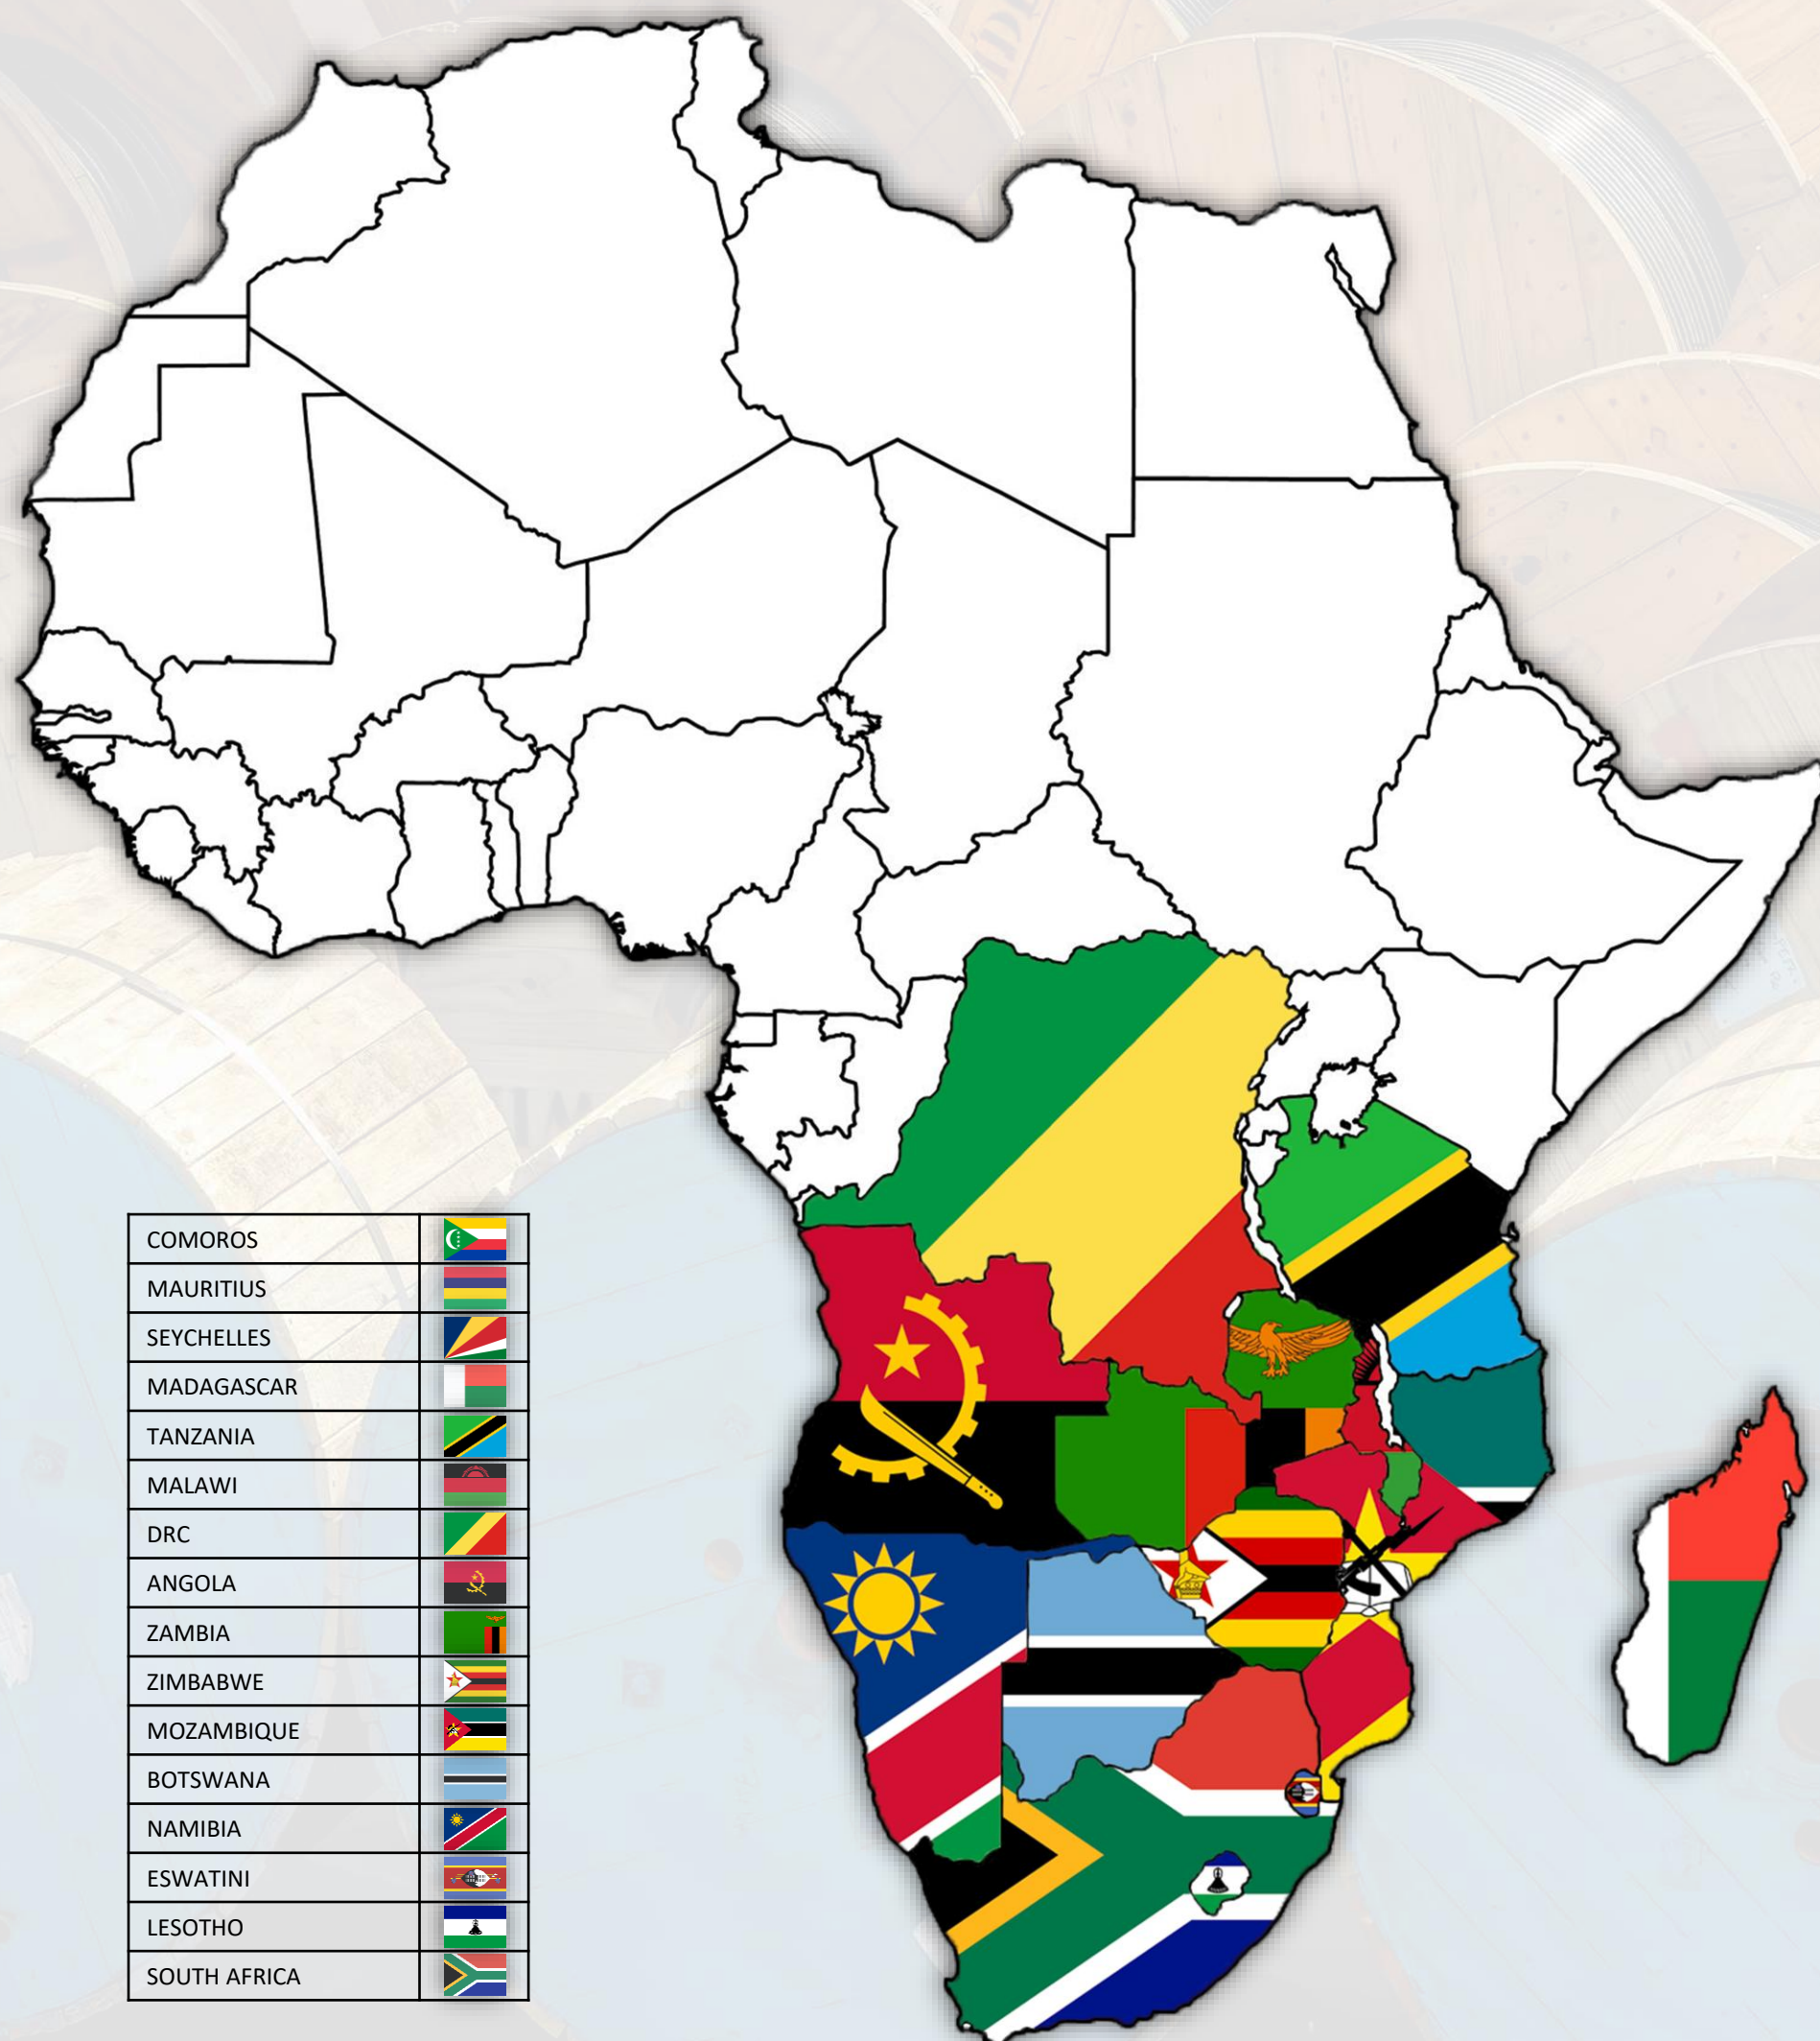 COMOROS
MAURITIUS
SEYCHELLES
MADAGASCAR
TANZANIA
MALAWI
DRC
ANGOLA
ZAMBIA
ZIMBABWE
MOZAMBIQUE
BOTSWANA
NAMIBIA
ESWATINI
LESOTHO
SOUTH AFRICA